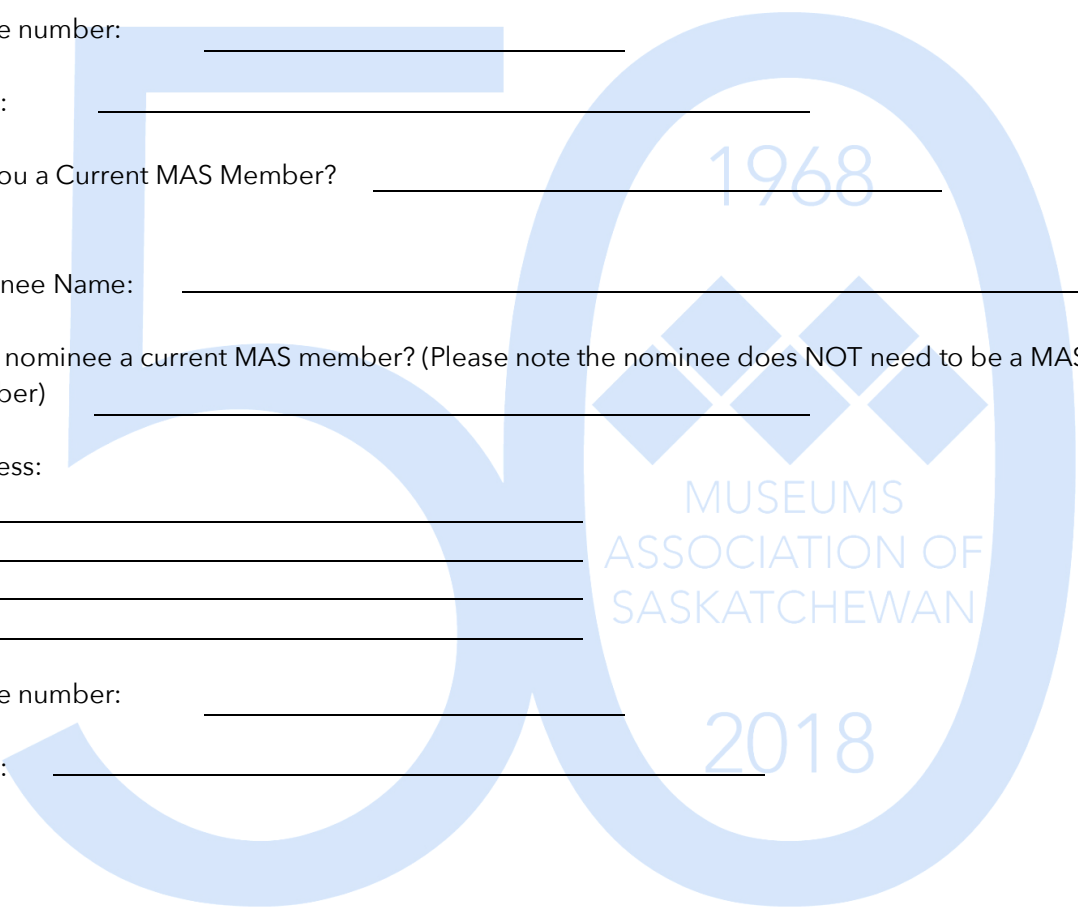 e number:
:
ou a Current MAS Member?
1968
nee Name:
nominee a current MAS member? (Please note the nominee does NOT need to be a MAS
ber)
ess:
MUSEUMS
ASSOCIATION OF
SASKATCHEWAN
e number:
2018
:
50